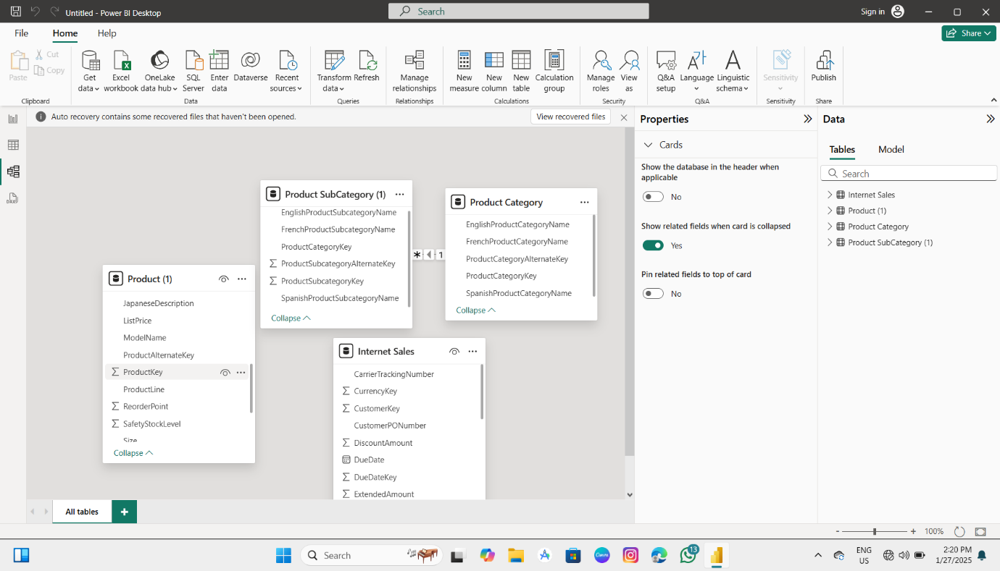 Untitled - Power BI Desktop
Search
Sign in
File
Home
Help
Share
Paste
Cut
Copy
Clipboard
Get data
Excel workbook
OneLake data hub
SQL Server
Enter data
Dataverse
Recent sources
Data
Transform data
Refresh
Queries
Manage relationships
Relationships
New measure
New column
New table
Calculation group
Calculations
Manage roles
View as
Security
Q&A setup
Language
Linguistic schema
Q&A
Sensitivity
Sensitivity
Publish
Share
Auto recovery contains some recovered files that haven't been opened.
View recovered files
Product SubCategory (1)
EnglishProductSubcategoryName
FrenchProductSubcategoryName
ProductCategoryKey
ProductSubcategoryAlternateKey
ProductSubcategoryKey
SpanishProductSubcategoryName
Collapse
* 1
Product Category
EnglishProductCategoryName
FrenchProductCategoryName
ProductCategoryAlternateKey
ProductCategoryKey
SpanishProductCategoryName
Collapse
Product (1)
JapaneseDescription
ListPrice
ModelName
ProductAlternateKey
ProductKey
ProductLine
ReorderPoint
SafetyStockLevel
Size
Collapse
Internet Sales
CarrierTrackingNumber
CurrencyKey
CustomerKey
CustomerPONumber
DiscountAmount
DueDate
DueDateKey
ExtendedAmount
Properties
Cards
Show the database in the header when
applicable
No
Show related fields when card is collapsed
Yes
Pin related fields to top of card
No
Data
Tables
Model
Search
Internet Sales
Product (1)
Product Category
Product SubCategory (1)
All tables
- + 100%
Search
13
ENG
US
2:20 PM
1/27/2025